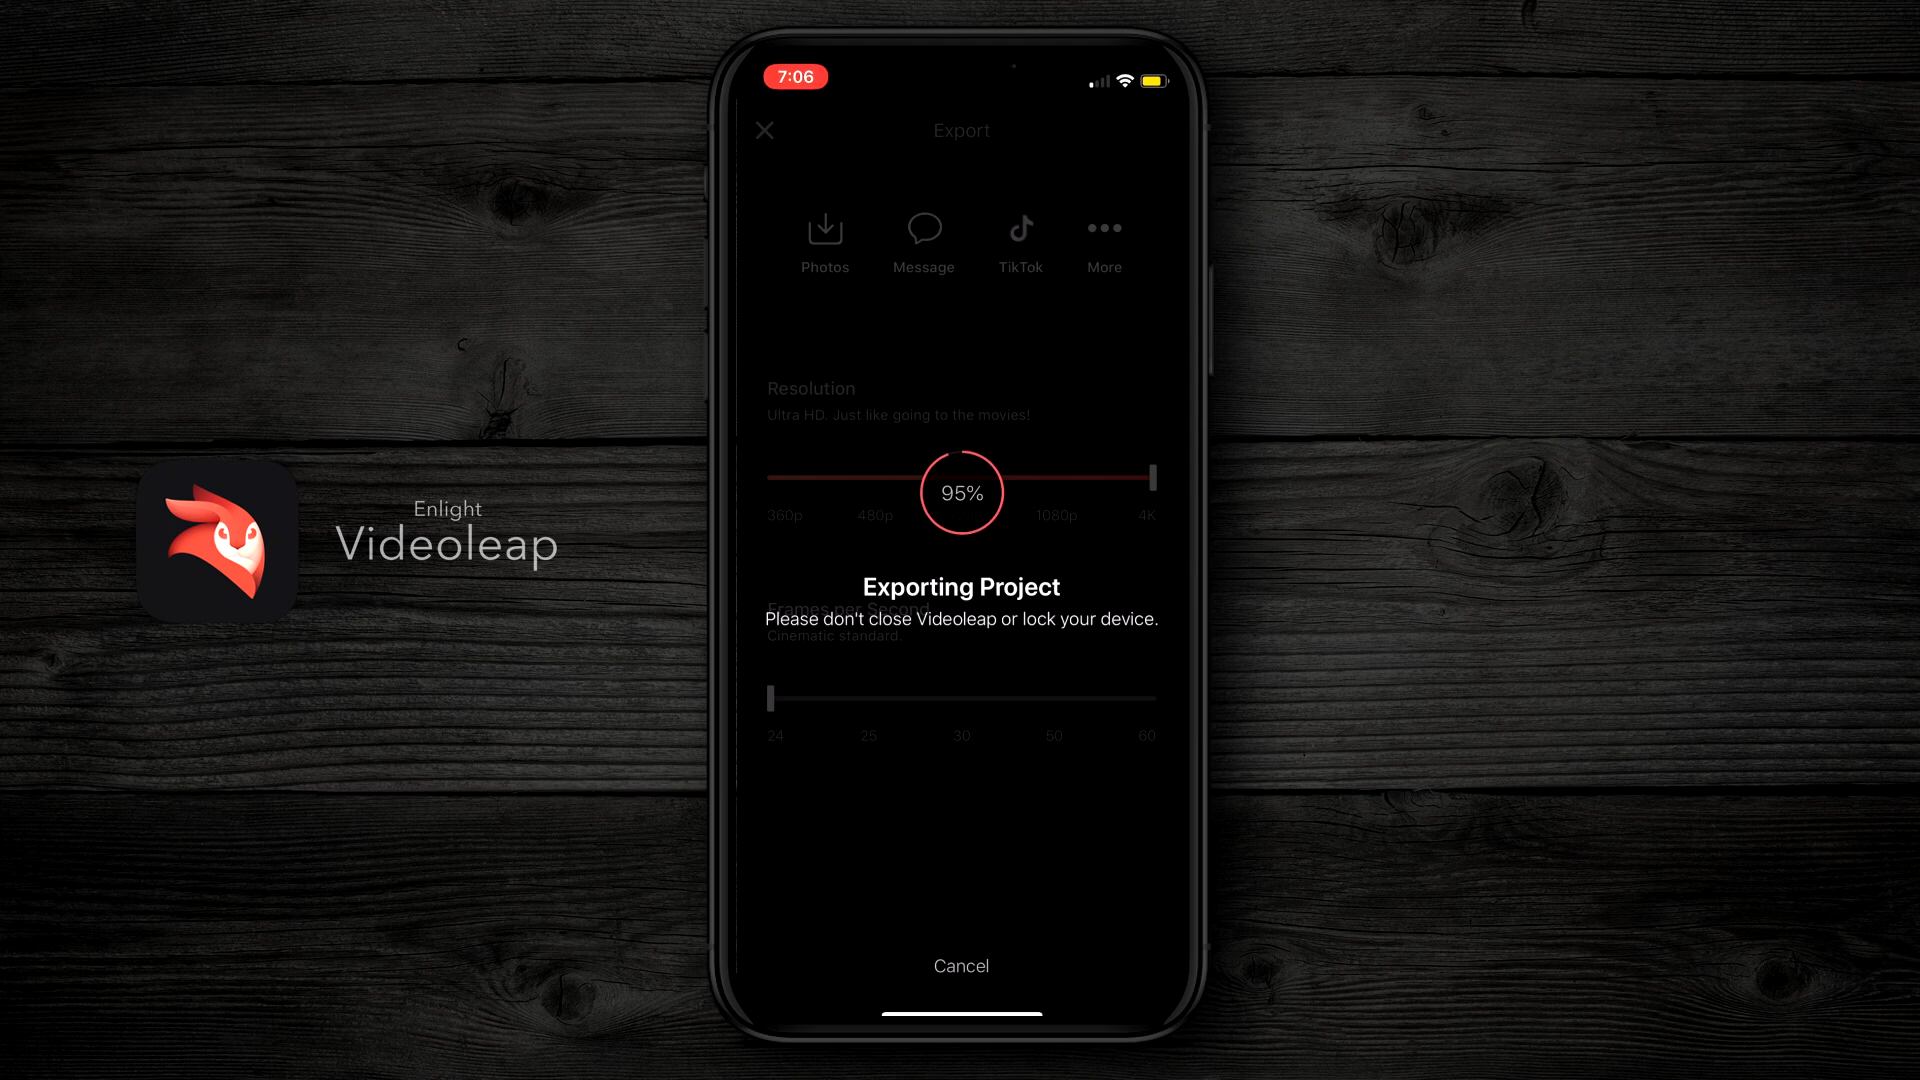 7:06
Export
Photos
Message
TikTok
More
Resolution
Ultra HD. Just like going to the movies!
95%
360p
480p
1080p
4K
Enlight
Videoleap
Exporting Project
Frames per Second
Please don't close Videoleap or lock your device.
Cinematic standard.
24
25
30
50
60
Cancel